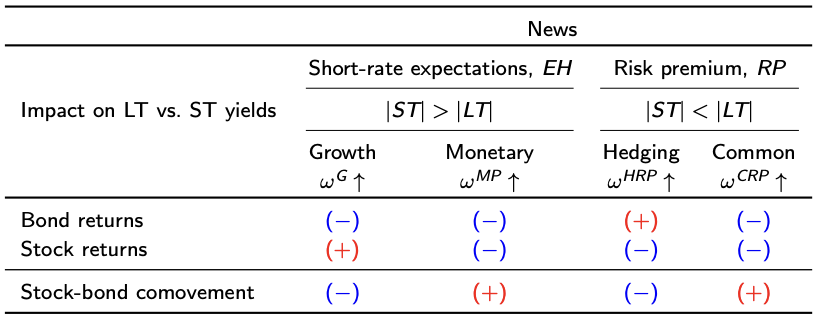 News
Short-rate expectations, EH Risk premium, RP
Impact on LT vs. ST yields |ST| > |LT| |ST| < |LT|
Growth Monetary Hedging Common
ω^G ↑ ω^MP ↑ ω^HRP ↑ ω^CRP ↑
Bond returns (−) (−) (+) (−)
Stock returns (+) (−) (−) (−)
Stock-bond comovement (−) (+) (−) (+)